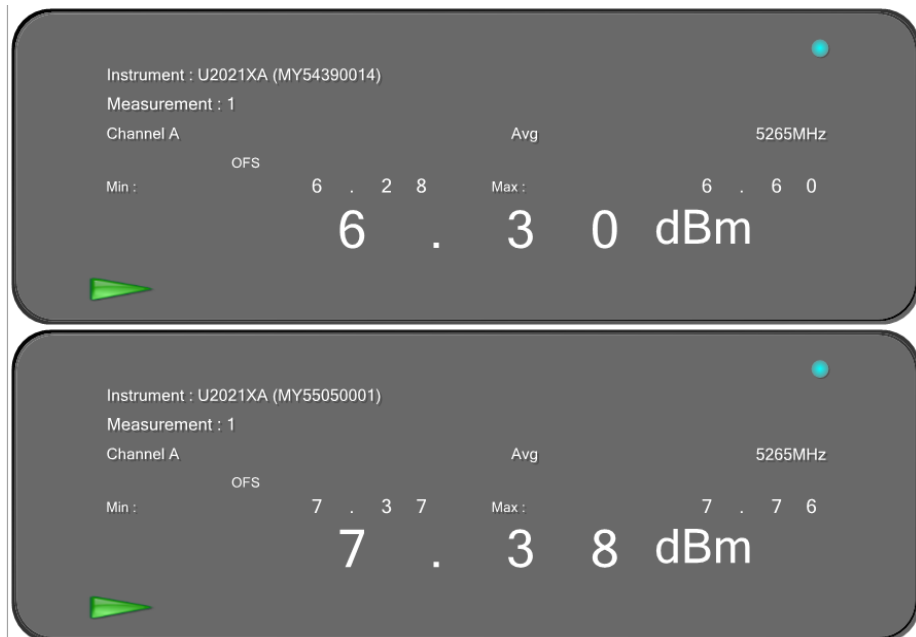 Instrument : U2021XA (MY54390014)
Measurement : 1
Channel A Avg 5265MHz
OFS
Min : 6 . 2 8 Max : 6 . 6 0
6 . 3 0 dBm
Instrument : U2021XA (MY55050001)
Measurement : 1
Channel A Avg 5265MHz
OFS
Min : 7 . 3 7 Max : 7 . 7 6
7 . 3 8 dBm